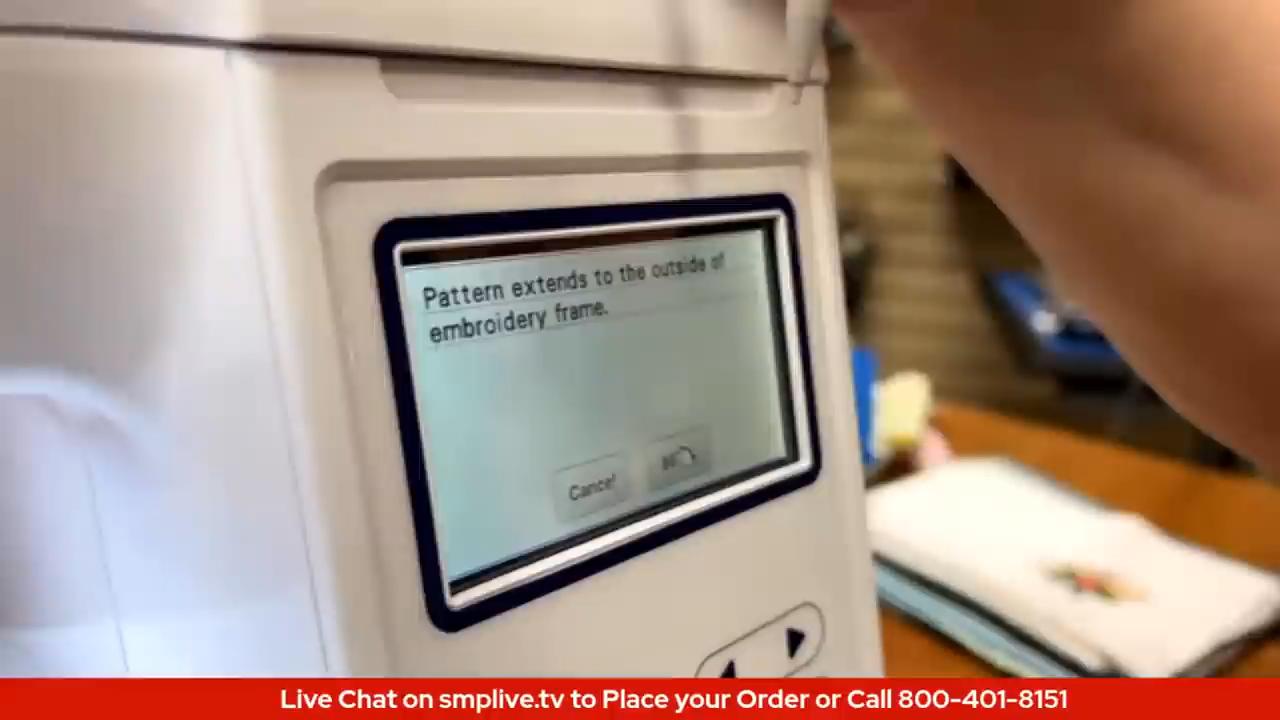 Pattern extends to the outside of
embroidery frame.
Cancel
90°
Live Chat on smplive.tv to Place your Order or Call 800-401-8151